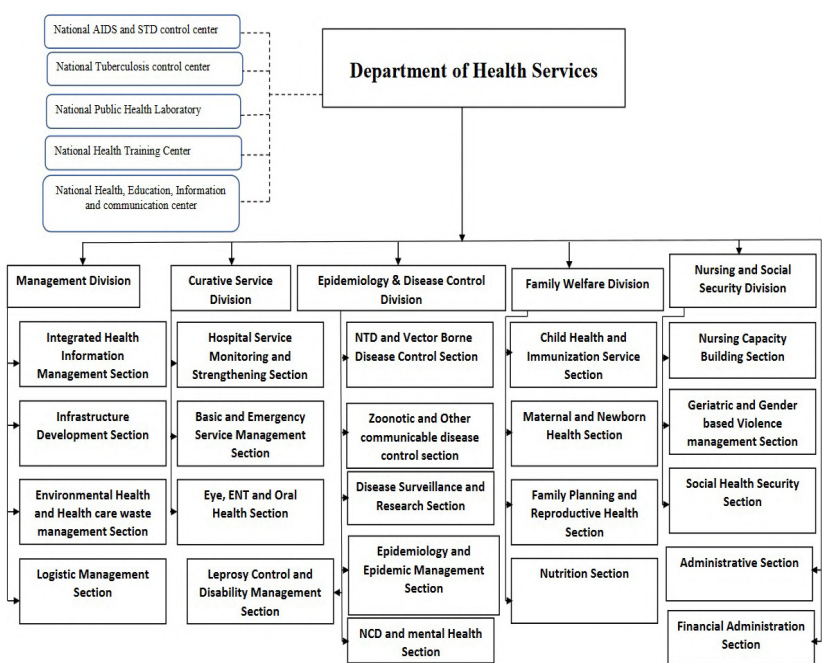 National AIDS and STD control center
National Tuberculosis control center
National Public Health Laboratory
National Health Training Center
National Health, Education, Information
and communication center
Department of Health Services
Management Division
Curative Service
Division
Epidemiology & Disease Control
Division
Family Welfare Division
Nursing and Social
Security Division
Integrated Health
Information
Management Section
Infrastructure
Development Section
Environmental Health
and Health care waste
management Section
Logistic Management
Section
Hospital Service
Monitoring and
Strengthening Section
Basic and Emergency
Service Management
Section
Eye, ENT and Oral
Health Section
Leprosy Control and
Disability Management
Section
NTD and Vector Borne
Disease Control Section
Zoonotic and Other
communicable disease
control section
Disease Surveillance and
Research Section
Epidemiology and
Epidemic Management
Section
NCD and mental Health
Section
Child Health and
Immunization Service
Section
Maternal and Newborn
Health Section
Family Planning and
Reproductive Health
Section
Nutrition Section
Nursing Capacity
Building Section
Geriatric and Gender
based Violence
management Section
Social Health Security
Section
Administrative Section
Financial Administration
Section